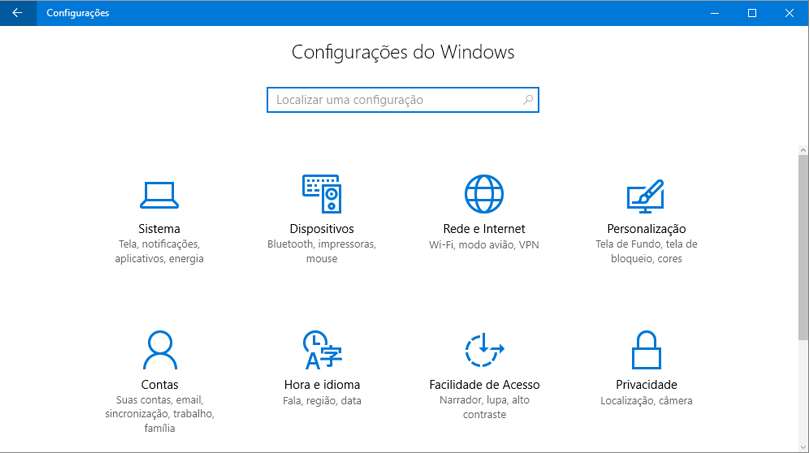 Configurações
Configurações do Windows
Localizar uma configuração
Sistema
Tela, notificações,
aplicativos, energia
Dispositivos
Bluetooth, impressoras,
mouse
Rede e Internet
Wi-Fi, modo avião, VPN
Personalização
Tela de Fundo, tela de
bloqueio, cores
Contas
Suas contas, email,
sincronização, trabalho,
família
A字
Hora e idioma
Fala, região, data
Facilidade de Acesso
Narrador, lupa, alto
contraste
Privacidade
Localização, câmera